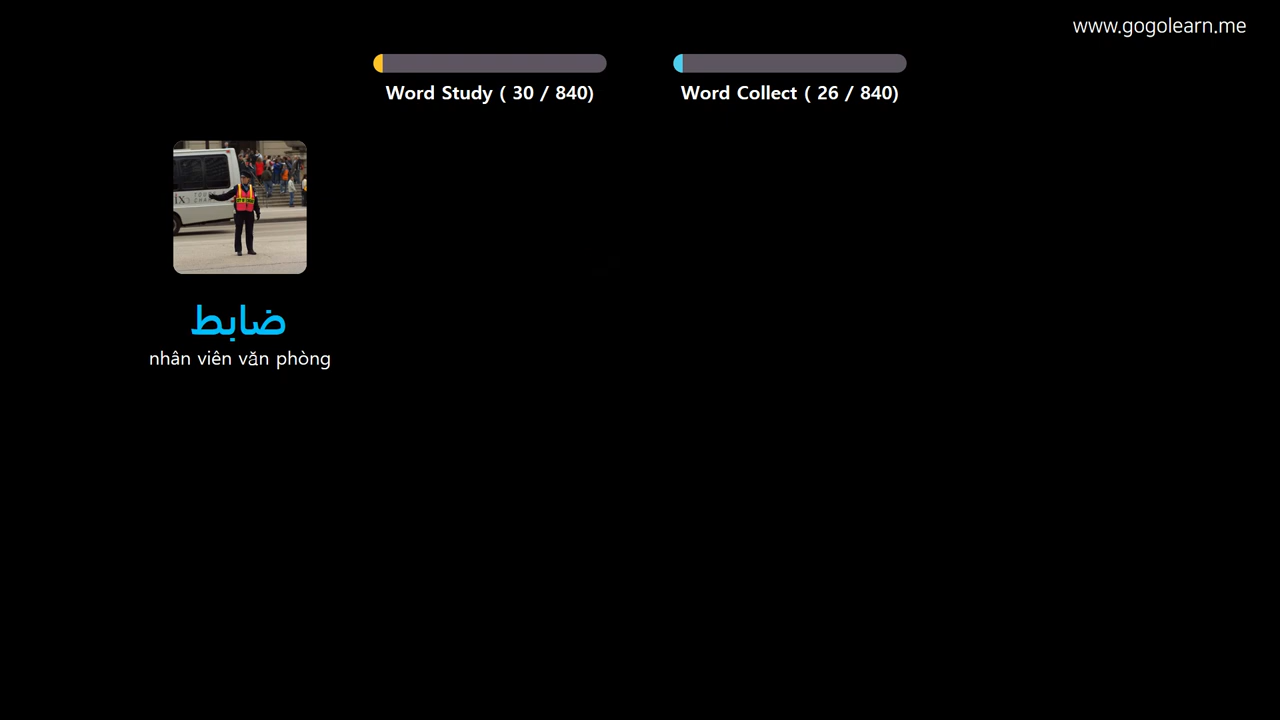 www.gogolearn.me
Word Study ( 30 / 840)
Word Collect ( 26 / 840)
ضابط
nhân viên văn phòng